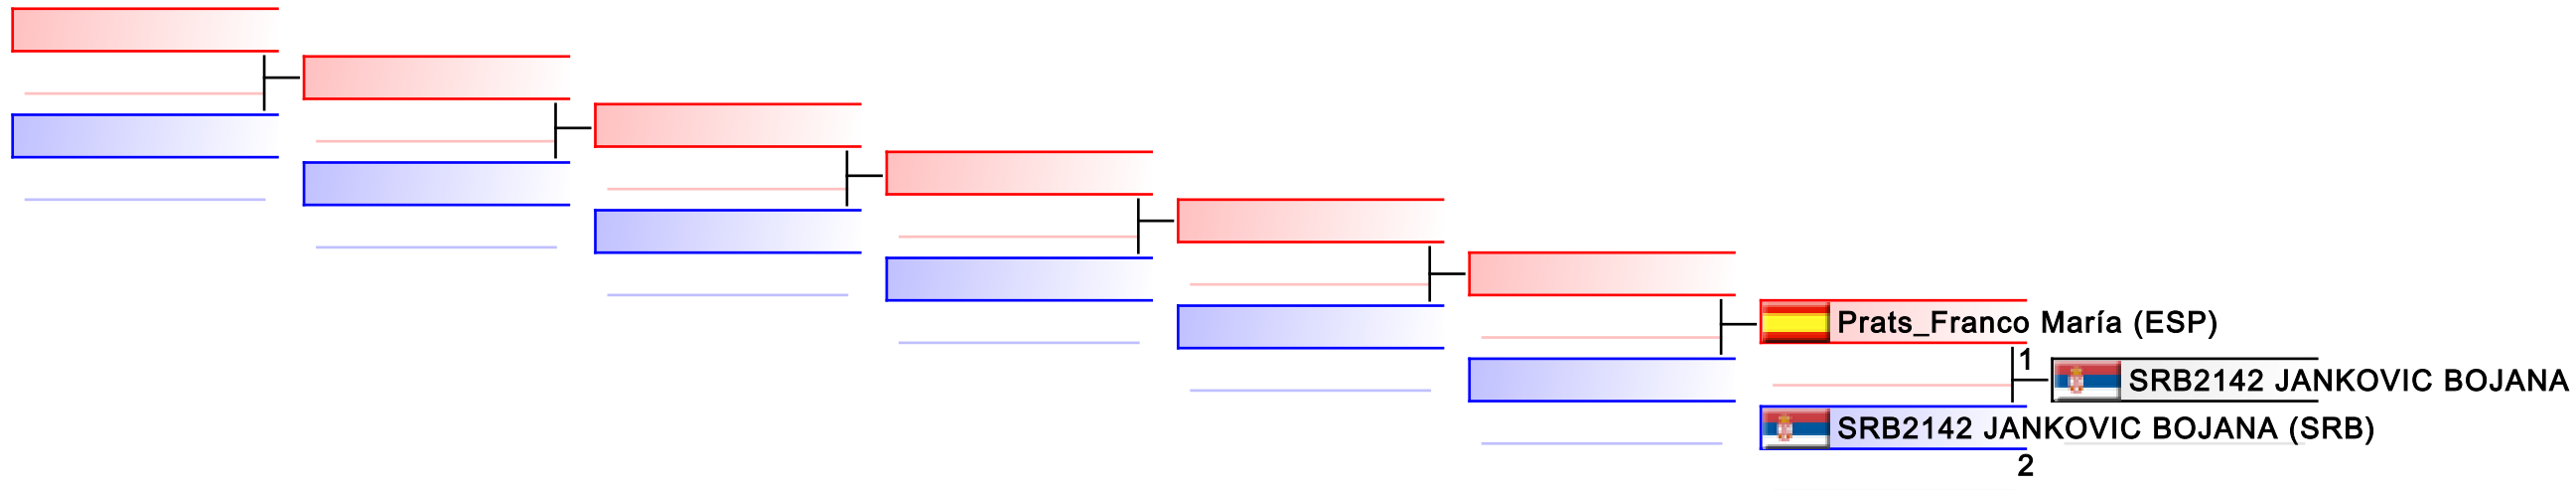 Prats_Franco María (ESP)
1
SRB2142 JANKOVIC BOJANA
SRB2142 JANKOVIC BOJANA (SRB)
2